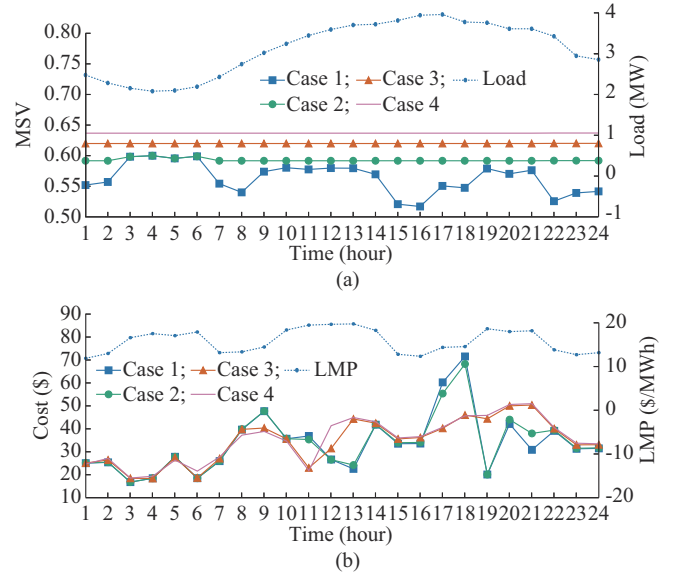 0.80
0.75
0.70
0.65
0.60
0.55
0.50
MSV
4
3
2
1
0
-1
Load (MW)
Case 1; Case 3; Load
Case 2; Case 4
1 2 3 4 5 6 7 8 9 10 11 12 13 14 15 16 17 18 19 20 21 22 23 24
Time (hour)
(a)
90
80
70
60
50
40
30
20
10
Cost ($)
20
10
0
-10
-20
LMP ($/MWh)
Case 1; Case 3; LMP
Case 2; Case 4
1 2 3 4 5 6 7 8 9 10 11 12 13 14 15 16 17 18 19 20 21 22 23 24
Time (hour)
(b)